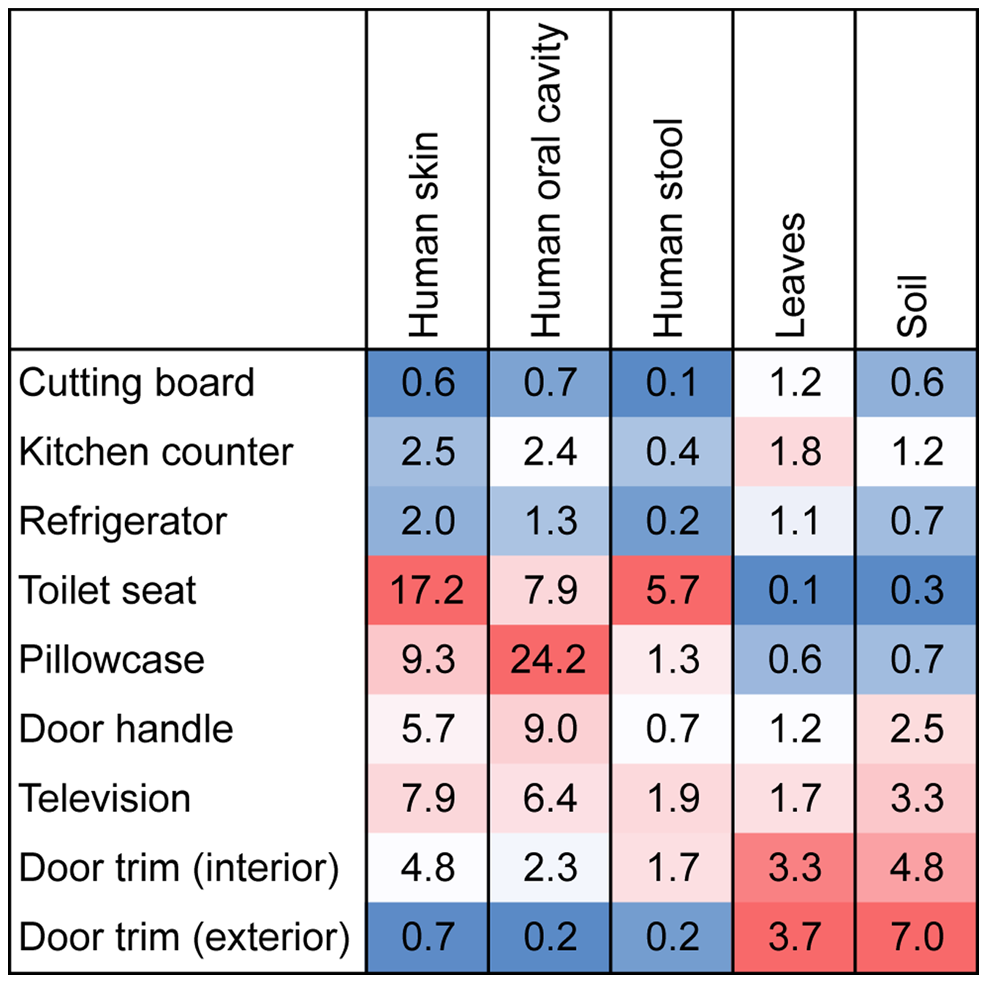 Human skin
Human oral cavity
Human stool
Leaves
Soil
Cutting board 0.6 0.7 0.1 1.2 0.6
Kitchen counter 2.5 2.4 0.4 1.8 1.2
Refrigerator 2.0 1.3 0.2 1.1 0.7
Toilet seat 17.2 7.9 5.7 0.1 0.3
Pillowcase 9.3 24.2 1.3 0.6 0.7
Door handle 5.7 9.0 0.7 1.2 2.5
Television 7.9 6.4 1.9 1.7 3.3
Door trim (interior) 4.8 2.3 1.7 3.3 4.8
Door trim (exterior) 0.7 0.2 0.2 3.7 7.0